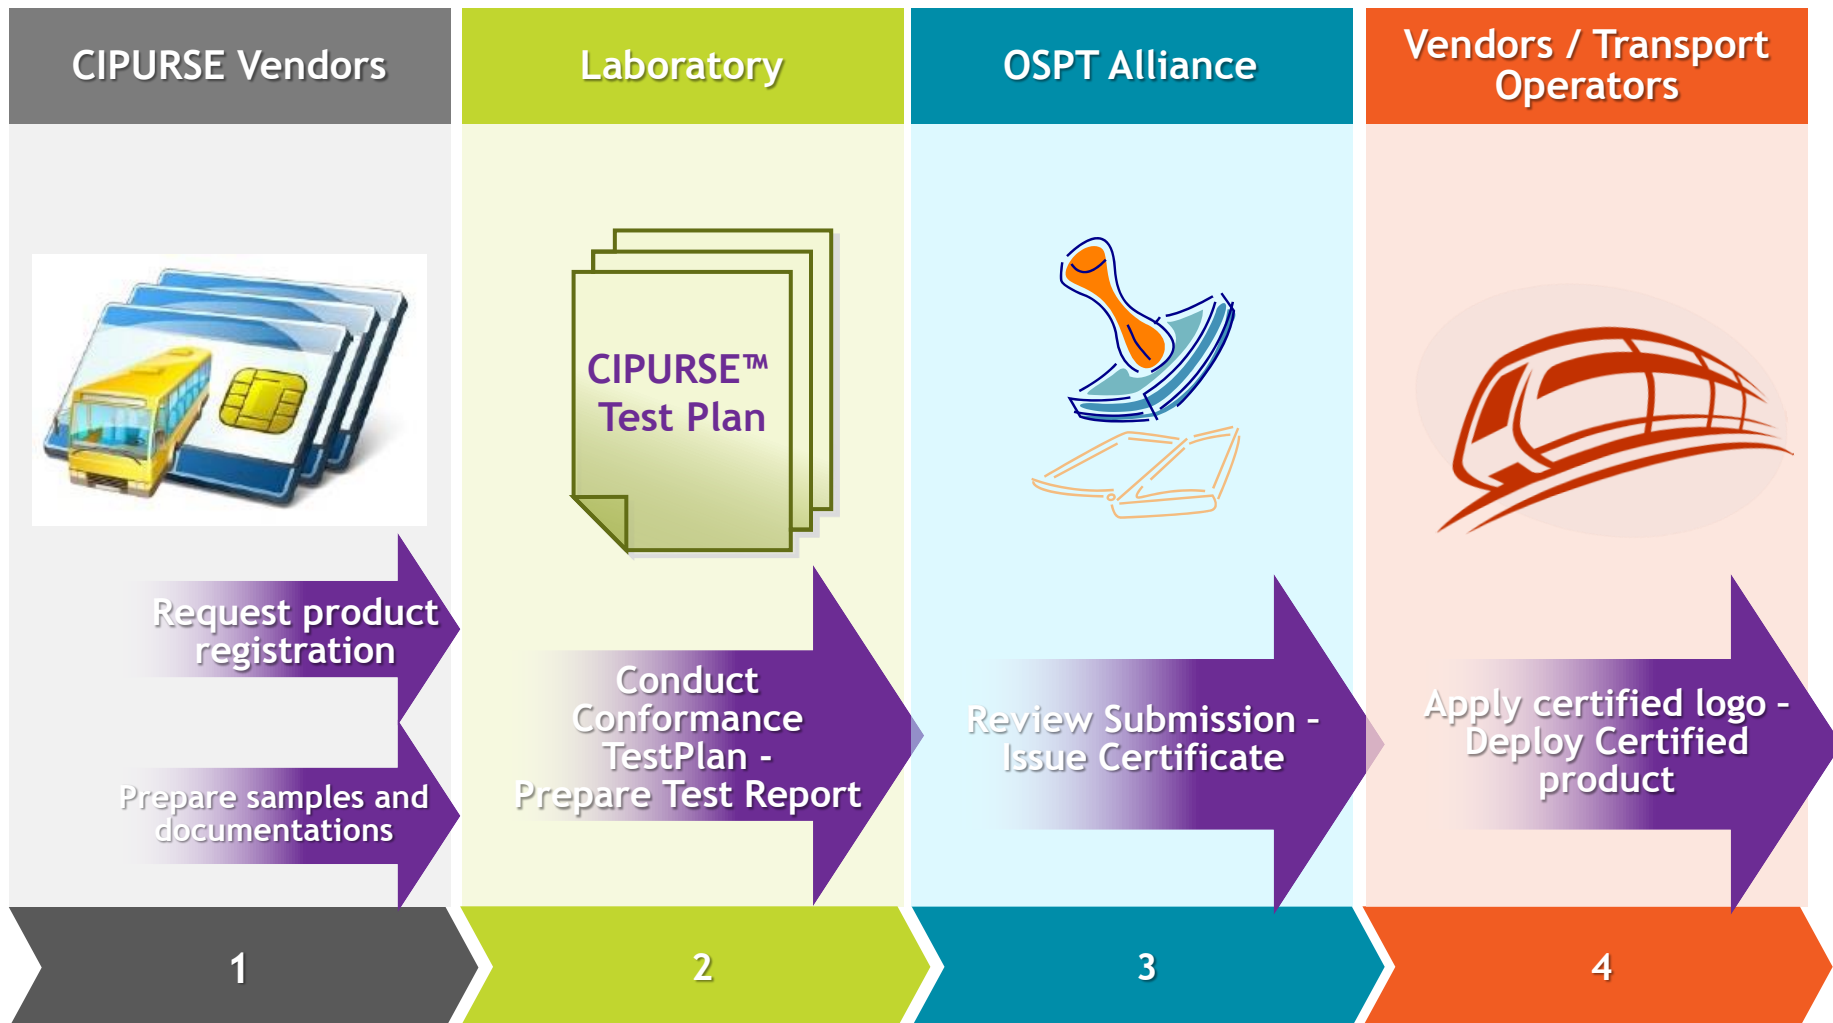 CIPURSE Vendors
Laboratory
OSPT Alliance
Vendors / Transport
Operators
CIPURSE™
Test Plan
Request product
registration
Prepare samples and
documentations
Conduct
Conformance
TestPlan -
Prepare Test Report
Review Submission –
Issue Certificate
Apply certified logo –
Deploy Certified
product
1
2
3
4